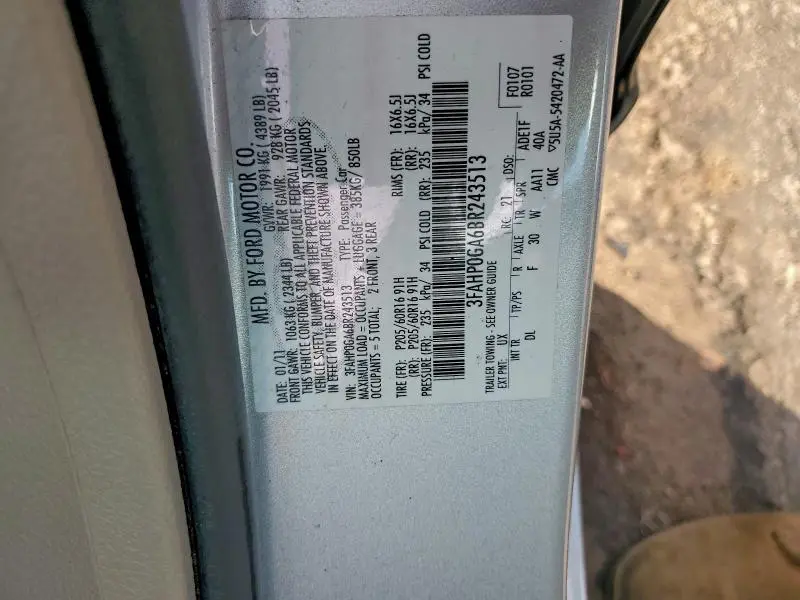 MFD. BY FORD MOTOR CO.
DATE: 01/11 GVWR: 1991 KG ( 4389 LB)
FRONT GAWR: 1063 KG ( 2344 LB) REAR GAWR: 928 KG ( 2045 LB)
THIS VEHICLE CONFORMS TO ALL APPLICABLE FEDERAL MOTOR
VEHICLE SAFETY, BUMPER, AND THEFT PREVENTION STANDARDS
IN EFFECT ON THE DATE OF MANUFACTURE SHOWN ABOVE.
VIN: 3FAHP0GA6BR243513 TYPE: Passenger Car
MAXIMUM LOAD = OCCUPANTS + LUGGAGE = 385KG/ 850LB
OCCUPANTS = 5 TOTAL: 2 FRONT, 3 REAR
TIRE (FR): P205/60R16 91H RIMS (FR): 16X6.5J
(RR): P205/60R16 91H (RR): 16X6.5J
PRESSURE (FR): 235 kPa/ 34 PSI COLD (RR): 235 kPa/ 34 PSI COLD
3FAHP0GA6BR243513
TRAILER TOWING - SEE OWNER GUIDE F0107
EXT PNT: UX RC: 21 DSO: R0101
INT TR TP/PS R AXLE TR SPR ADE1F
DL F 30 W AA11 40A
CMC ▽5U5A-5420472-AA